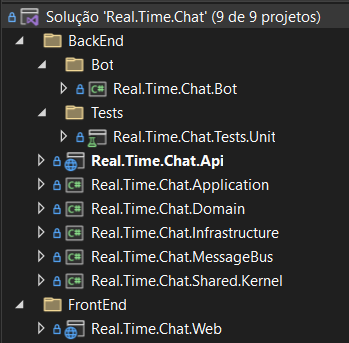 Solução 'Real.Time.Chat' (9 de 9 projetos)
BackEnd
Bot
Real.Time.Chat.Bot
Tests
Real.Time.Chat.Tests.Unit
Real.Time.Chat.Api
Real.Time.Chat.Application
Real.Time.Chat.Domain
Real.Time.Chat.Infrastructure
Real.Time.Chat.MessageBus
Real.Time.Chat.Shared.Kernel
FrontEnd
Real.Time.Chat.Web